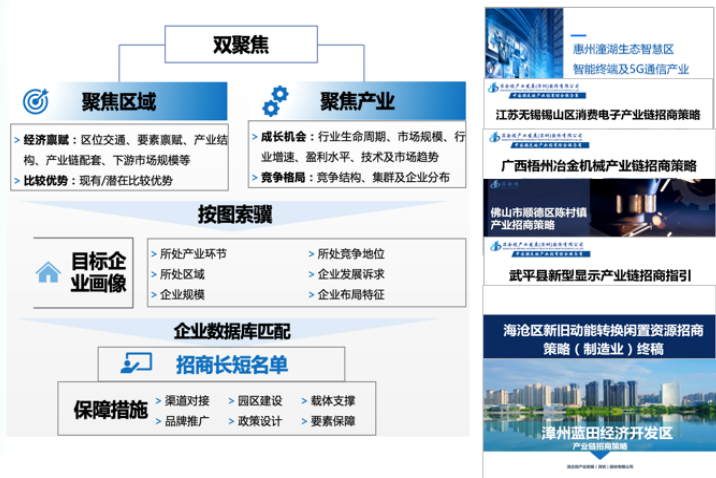 双聚焦
聚焦区域
> 经济禀赋：区位交通、要素禀赋、产业结
构、产业链配套、下游市场规模等
> 比较优势：现有/潜在比较优势
聚焦产业
> 成长机会：行业生命周期、市场规模、行
业增速、盈利水平、技术及市场趋势
> 竞争格局：竞争结构、集群及企业分布
按图索骥
目标企
业画像
> 所处产业环节
> 所处区域
> 企业规模
> 所处竞争地位
> 企业发展诉求
> 企业布局特征
企业数据库匹配
招商长短名单
保障措施
> 渠道对接
> 园区建设
> 载体支撑
> 品牌推广
> 政策设计
> 要素保障
惠州潼湖生态智慧区
智能终端及5G通信产业
江苏无锡锡山区消费电子产业链招商策略
广西梧州冶金机械产业链招商策略
佛山市顺德区陈村镇
产业招商策略
武平县新型显示产业链招商指引
海沧区新旧动能转换闲置资源招商
策略（制造业）终稿
漳州蓝田经济开发区
产业链招商策略